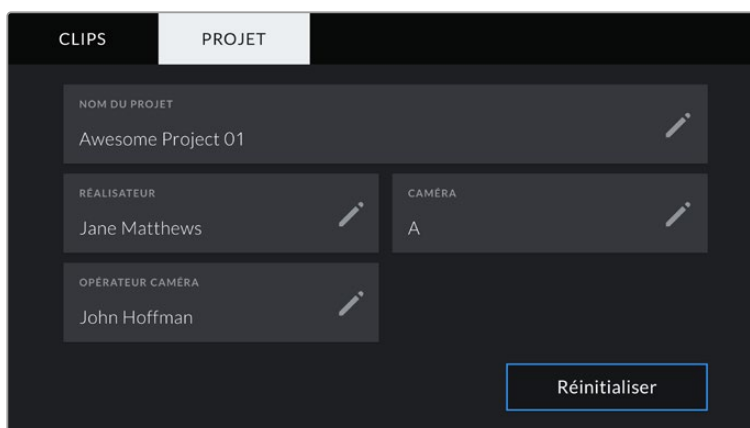 CLIPS
PROJET
NOM DU PROJET
Awesome Project 01
RÉALISATEUR
Jane Matthews
CAMÉRA
A
OPÉRATEUR CAMÉRA
John Hoffman
Réinitialiser